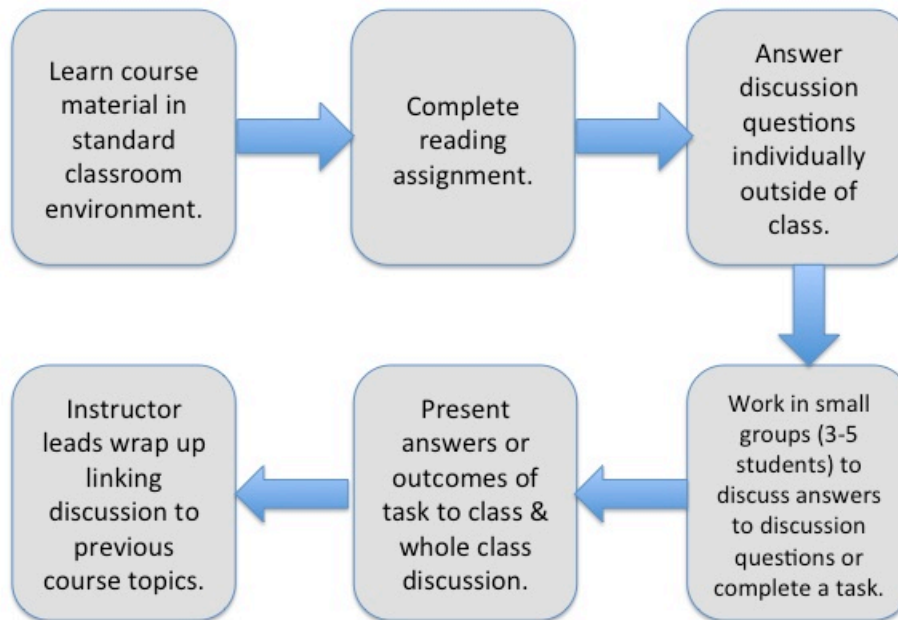 Learn course
material in
standard
classroom
environment.
Complete
reading
assignment.
Answer
discussion
questions
individually
outside of
class.
Work in small
groups (3-5
students) to
discuss answers
to discussion
questions or
complete a task.
Present
answers or
outcomes of
task to class &
whole class
discussion.
Instructor
leads wrap up
linking
discussion to
previous
course topics.